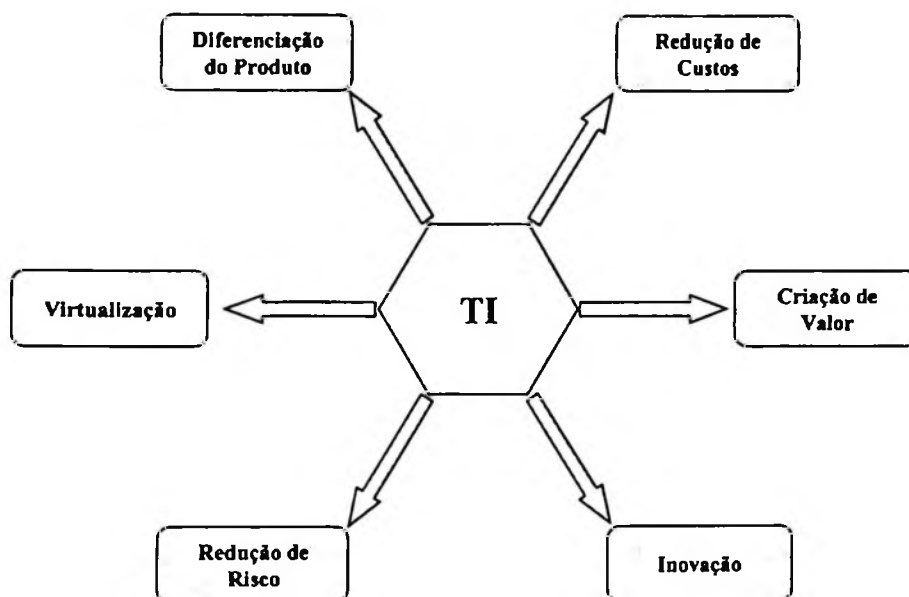 Diferenciação
do Produto
Redução de
Custos
Virtualização
TI
Criação de
Valor
Redução de
Risco
Inovação